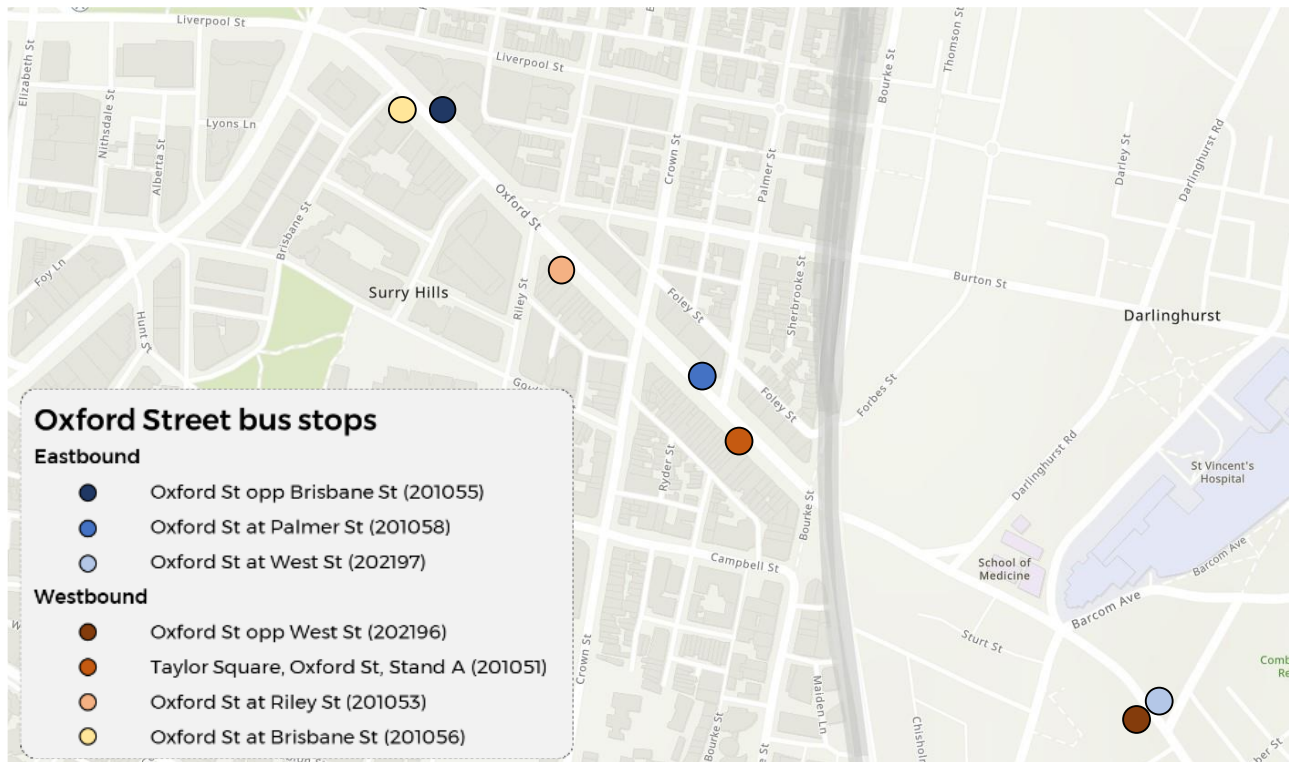 Liverpool St
Elizabeth St
Nithsdale St
Alberta St
Lyons Ln
Liverpool St
Bourke St
Thomson St
Crown St
Palmer St
Darley St
Darlinghurst Rd
Oxford St
Brisbane St
Foy Ln
Hunt St
Surry Hills
Riley St
Foley St
Sherbrooke St
Burton St
Darlinghurst
Foley St
Forbes St
Darlinghurst Rd
St Vincent's
Hospital
Ryder St
Bourke St
Campbell St
School of
Medicine
Barcom Ave
Barcom Ave
Sturt St
Crown St
Maiden Ln
Bourke St
Oxford Street bus stops
Eastbound
Oxford St opp Brisbane St (201055)
Oxford St at Palmer St (201058)
Oxford St at West St (202197)
Westbound
Oxford St opp West St (202196)
Taylor Square, Oxford St, Stand A (201051)
Oxford St at Riley St (201053)
Oxford St at Brisbane St (201056)